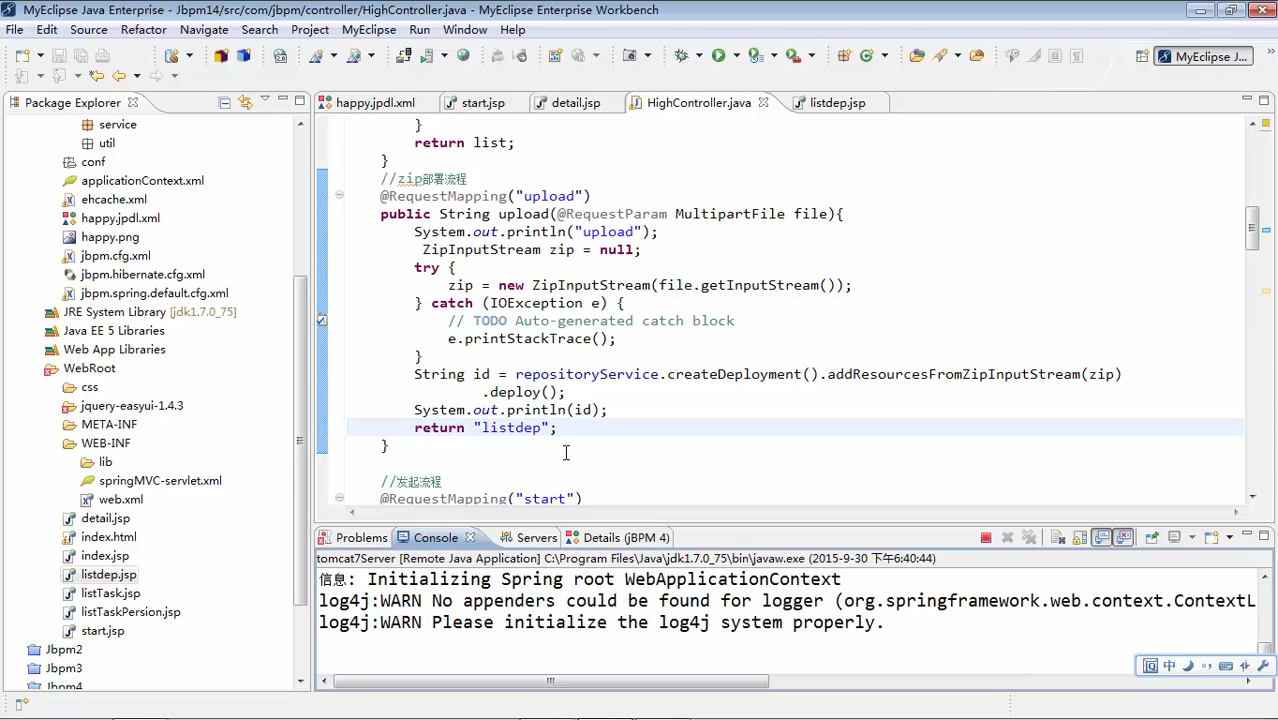 MyEclipse Java Enterprise - Jbpm14/src/com/jbpm/controller/HighController.java - MyEclipse Enterprise Workbench
File Edit Source Refactor Navigate Search Project MyEclipse Run Window Help
MyEclipse J...
Package Explorer
happy.jpdl.xml start.jsp detail.jsp HighController.java listdep.jsp
service
util
conf
applicationContext.xml
ehcache.xml
happy.jpdl.xml
happy.png
jbpm.cfg.xml
jbpm.hibernate.cfg.xml
jbpm.spring.default.cfg.xml
JRE System Library [jdk1.7.0_75]
Java EE 5 Libraries
Web App Libraries
WebRoot
css
jquery-easyui-1.4.3
META-INF
WEB-INF
lib
springMVC-servlet.xml
web.xml
detail.jsp
index.html
index.jsp
listdep.jsp
listTask.jsp
listTaskPersion.jsp
start.jsp
Jbpm2
Jbpm3
Jbpm4
}
return list;
}
//zip部署流程
@RequestMapping("upload")
public String upload(@RequestParam MultipartFile file){
System.out.println("upload");
ZipInputStream zip = null;
try {
zip = new ZipInputStream(file.getInputStream());
} catch (IOException e) {
// TODO Auto-generated catch block
e.printStackTrace();
}
String id = repositoryService.createDeployment().addResourcesFromZipInputStream(zip)
.deploy();
System.out.println(id);
return "listdep";
}
//发起流程
@RequestMapping("start")
Problems Console Servers Details (jBPM 4)
tomcat7Server [Remote Java Application] C:\Program Files\Java\jdk1.7.0_75\bin\javaw.exe (2015-9-30 下午6:40:44)
信息: Initializing Spring root WebApplicationContext
log4j:WARN No appenders could be found for logger (org.springframework.web.context.ContextL
log4j:WARN Please initialize the log4j system properly.
中